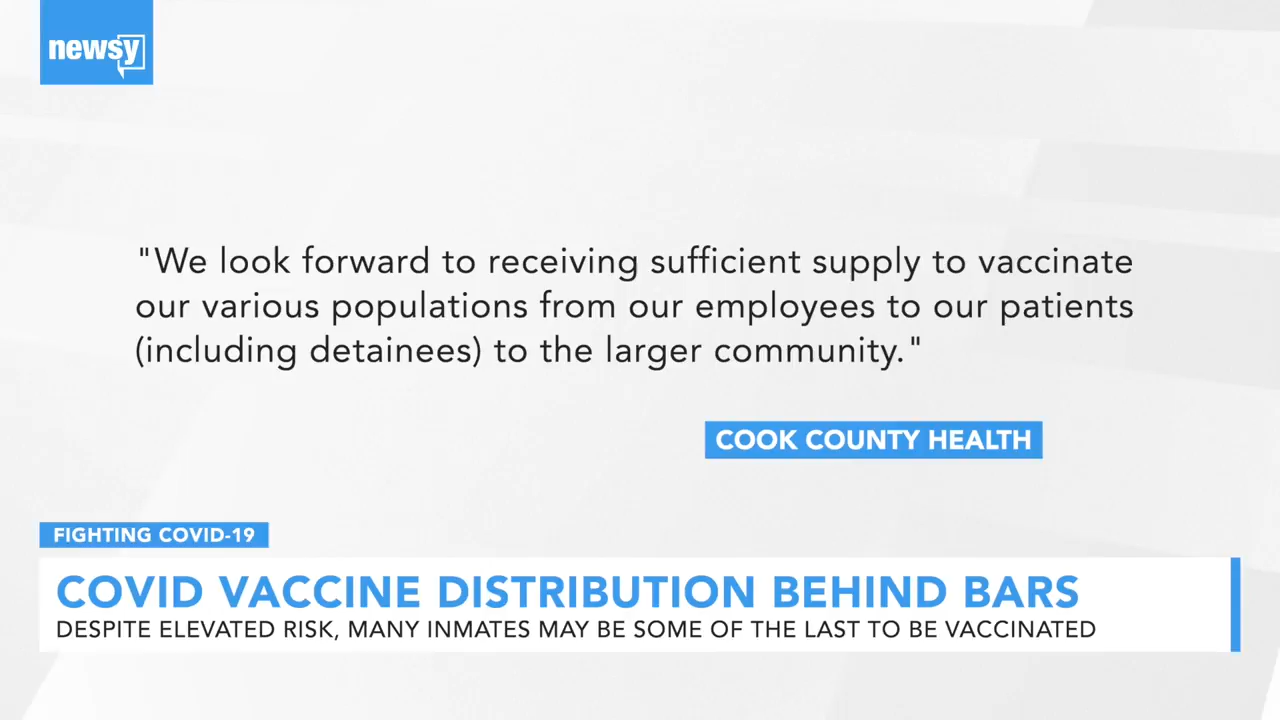 newsy
"We look forward to receiving sufficient supply to vaccinate
our various populations from our employees to our patients
(including detainees) to the larger community."
COOK COUNTY HEALTH
FIGHTING COVID-19
COVID VACCINE DISTRIBUTION BEHIND BARS
DESPITE ELEVATED RISK, MANY INMATES MAY BE SOME OF THE LAST TO BE VACCINATED